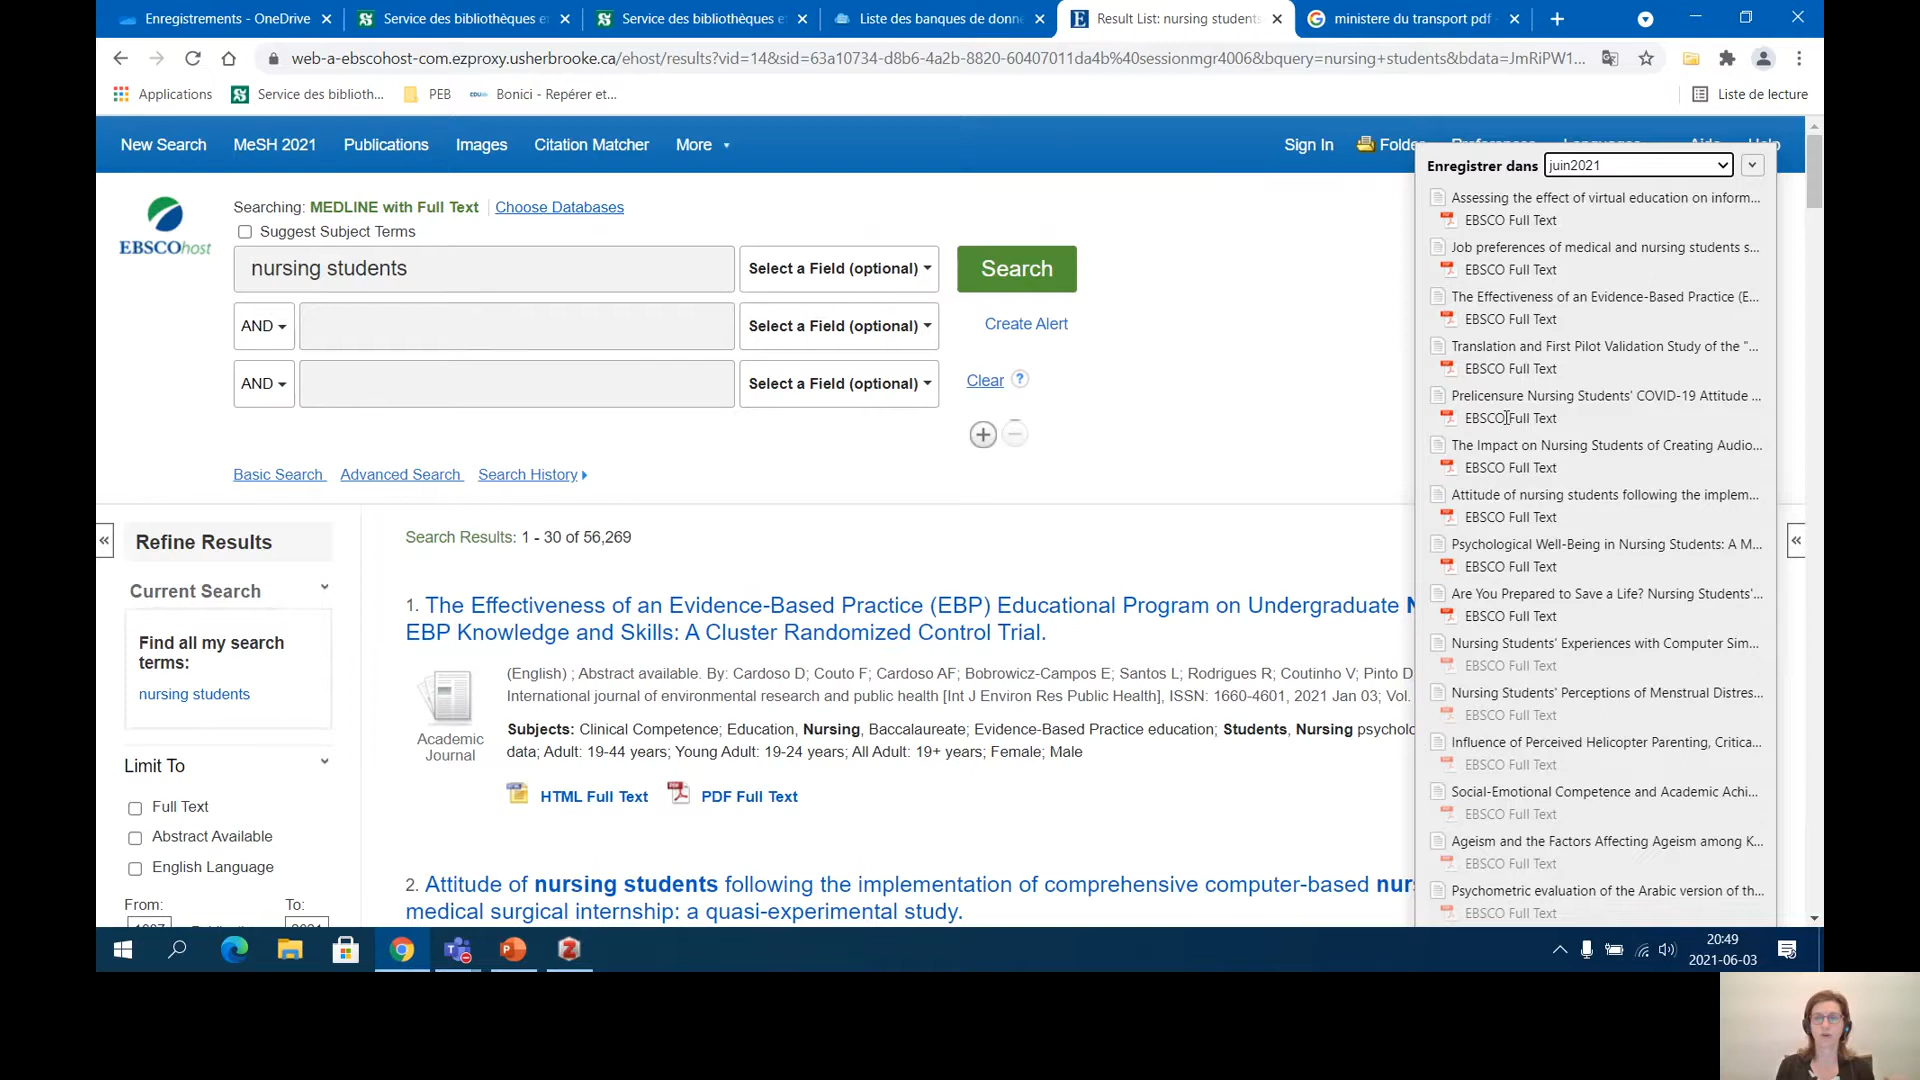 Enregistrements - OneDrive
Service des bibliothèques et
Service des bibliothèques et
Liste des banques de donn
Result List: nursing students
ministere du transport pdf
web-a-ebscohost-com.ezproxy.usherbrooke.ca/ehost/results?vid=14&sid=63a10734-d8b6-4a2b-8820-60407011da4b%40sessionmgr4006&bquery=nursing+students&bdata=JmRiPW1...
Applications
Service des biblioth...
PEB
Bonici - Repérer et...
Liste de lecture
New Search
MeSH 2021
Publications
Images
Citation Matcher
More
Sign In
Folder
Preferences
Languages
Aide
Help
Enregistrer dans juin2021
Assessing the effect of virtual education on inform...
EBSCO Full Text
Job preferences of medical and nursing students s...
EBSCO Full Text
The Effectiveness of an Evidence-Based Practice (E...
EBSCO Full Text
Translation and First Pilot Validation Study of the "...
EBSCO Full Text
Prelicensure Nursing Students' COVID-19 Attitude ...
EBSCO Full Text
The Impact on Nursing Students of Creating Audio...
EBSCO Full Text
Attitude of nursing students following the implem...
EBSCO Full Text
Psychological Well-Being in Nursing Students: A M...
EBSCO Full Text
Are You Prepared to Save a Life? Nursing Students'...
EBSCO Full Text
Nursing Students' Experiences with Computer Sim...
EBSCO Full Text
Nursing Students' Perceptions of Menstrual Distres...
EBSCO Full Text
Influence of Perceived Helicopter Parenting, Critica...
EBSCO Full Text
Social-Emotional Competence and Academic Achi...
EBSCO Full Text
Ageism and the Factors Affecting Ageism among K...
EBSCO Full Text
Psychometric evaluation of the Arabic version of th...
EBSCO Full Text
EBSCOhost
Searching: MEDLINE with Full Text
Choose Databases
Suggest Subject Terms
nursing students
Select a Field (optional)
Search
AND
Select a Field (optional)
Create Alert
AND
Select a Field (optional)
Clear
Basic Search
Advanced Search
Search History
Refine Results
Current Search
Find all my search
terms:
nursing students
Limit To
Full Text
Abstract Available
English Language
From:
To:
Search Results: 1 - 30 of 56,269
1. The Effectiveness of an Evidence-Based Practice (EBP) Educational Program on Undergraduate
EBP Knowledge and Skills: A Cluster Randomized Control Trial.
Academic
Journal
(English) ; Abstract available. By: Cardoso D; Couto F; Cardoso AF; Bobrowicz-Campos E; Santos L; Rodrigues R; Coutinho V; Pinto D
International journal of environmental research and public health [Int J Environ Res Public Health], ISSN: 1660-4601, 2021 Jan 03; Vol.
Subjects: Clinical Competence; Education, Nursing, Baccalaureate; Evidence-Based Practice education; Students, Nursing psycholo
data; Adult: 19-44 years; Young Adult: 19-24 years; All Adult: 19+ years; Female; Male
HTML Full Text
PDF Full Text
2. Attitude of nursing students following the implementation of comprehensive computer-based nur
medical surgical internship: a quasi-experimental study.
20:49
2021-06-03